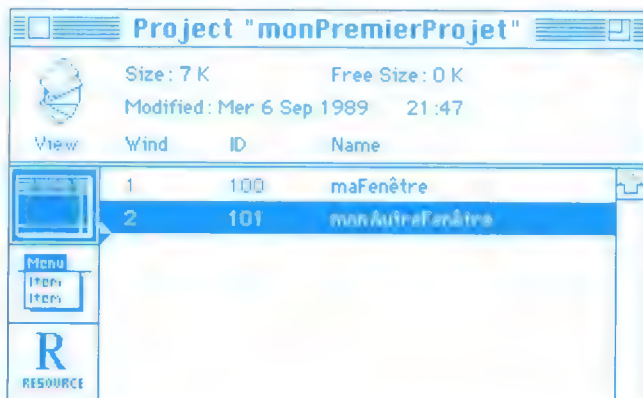 Project "monPremierProjet"
Size: 7 K Free Size: 0 K
Modified: Mer 6 Sep 1989 21:47
View Wind ID Name
1 100 maFenêtre
2 101 monAutreFenêtre
Menu
Item
Item
R
RESOURCE